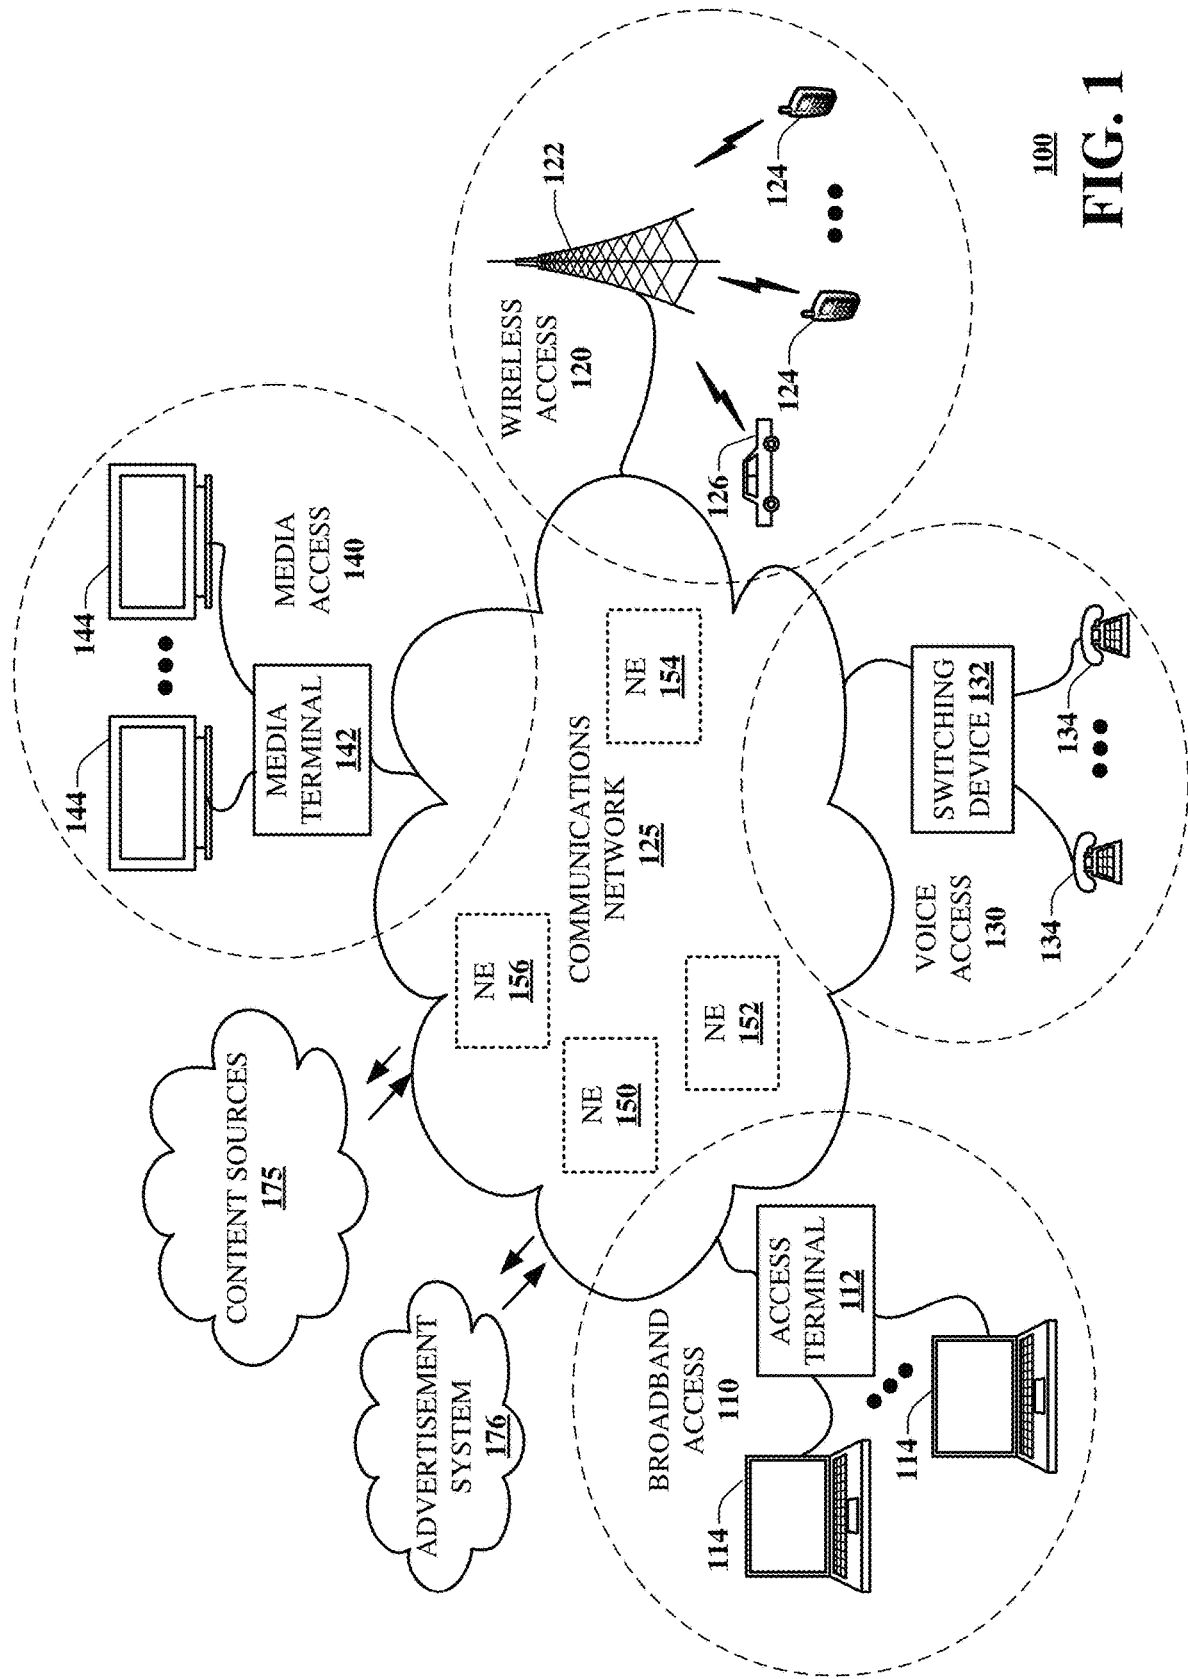 CONTENT SOURCES
175
ADVERTISEMENT
SYSTEM
176
144
144
MEDIA
TERMINAL
142
MEDIA
ACCESS
140
NE
156
NE
150
NE
152
COMMUNICATIONS
NETWORK
125
NE
154
WIRELESS
ACCESS
120
122
124
124
126
BROADBAND
ACCESS
110
ACCESS
TERMINAL
112
114
114
VOICE
ACCESS
130
SWITCHING
DEVICE 132
134
134
100
FIG. 1